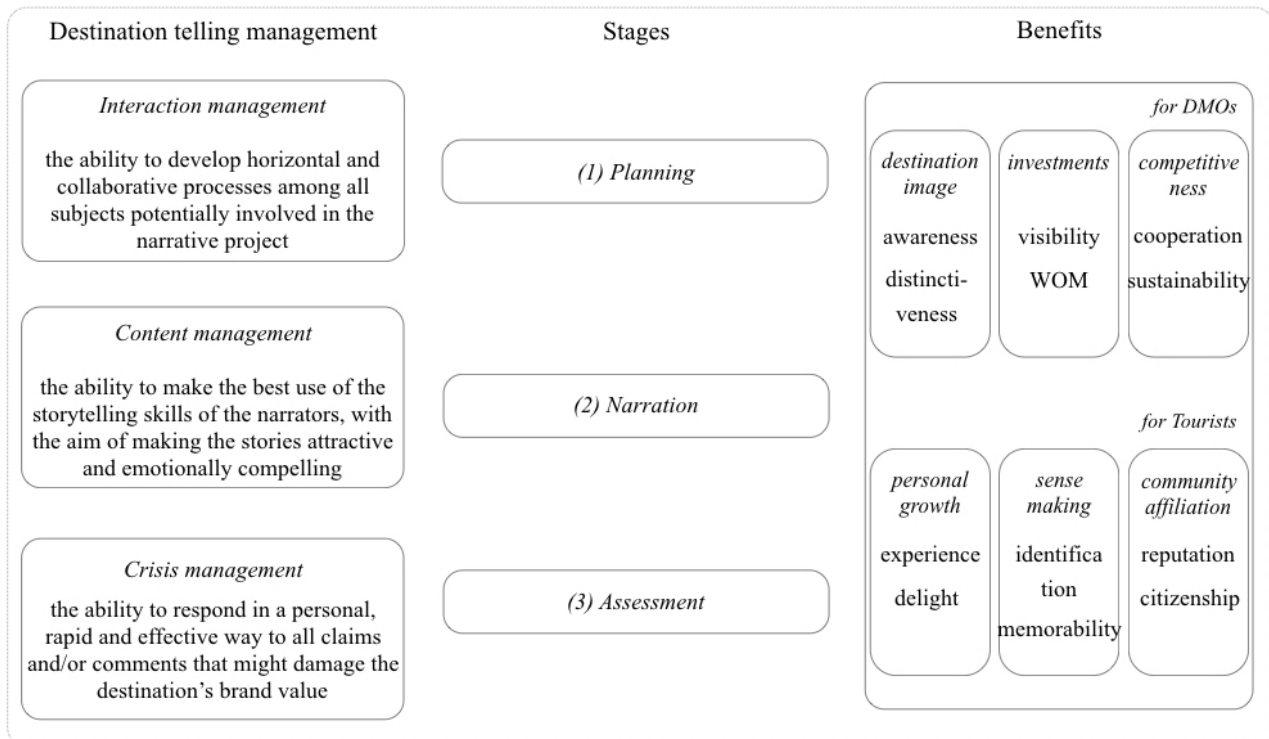 Destination telling management
Stages
Benefits
Interaction management
the ability to develop horizontal and
collaborative processes among all
subjects potentially involved in the
narrative project
Content management
the ability to make the best use of the
storytelling skills of the narrators, with
the aim of making the stories attractive
and emotionally compelling
Crisis management
the ability to respond in a personal,
rapid and effective way to all claims
and/or comments that might damage the
destination's brand value
(1) Planning
(2) Narration
(3) Assessment
for DMOs
destination
image
awareness
distincti-
veness
investments
visibility
WOM
competitive
ness
cooperation
sustainability
for Tourists
personal
growth
experience
delight
sense
making
identifica
tion
memorability
community
affiliation
reputation
citizenship